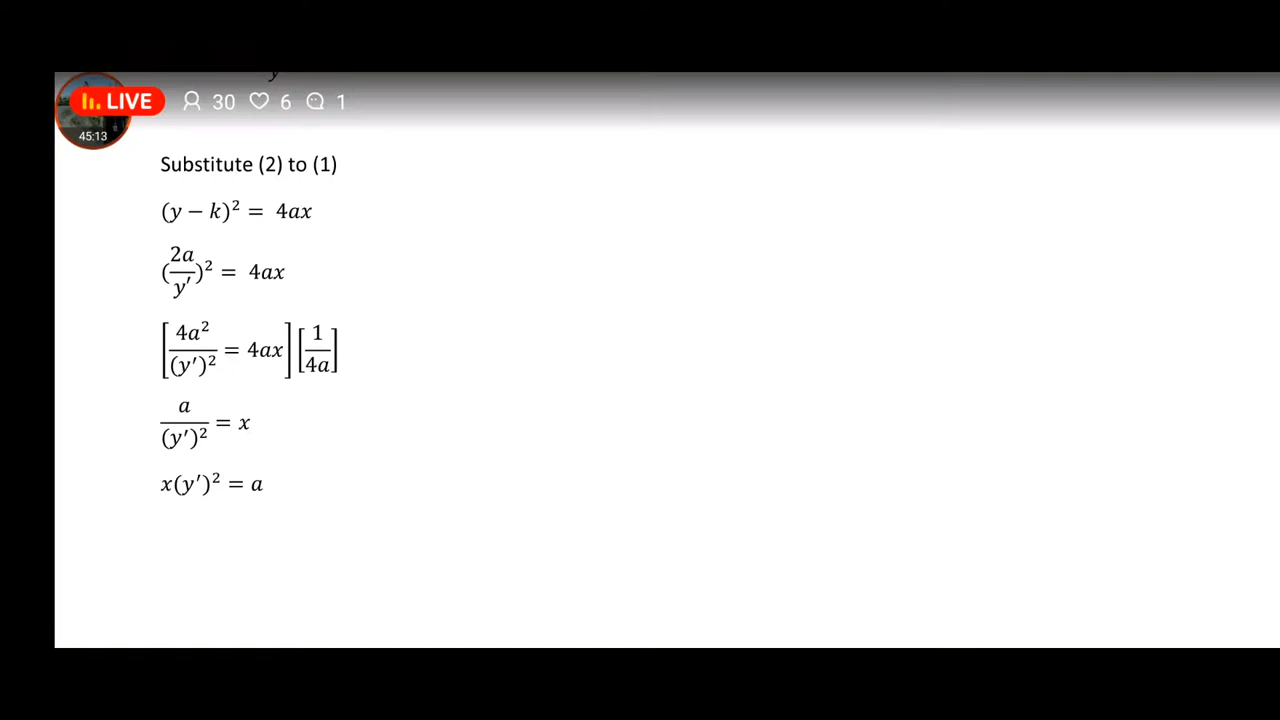 y
LIVE 30 6 1
45:13
Substitute (2) to (1)
(y − k)² = 4ax
(2a/y′)² = 4ax
[4a²/(y′)² = 4ax] [1/4a]
a/(y′)² = x
x(y′)² = a